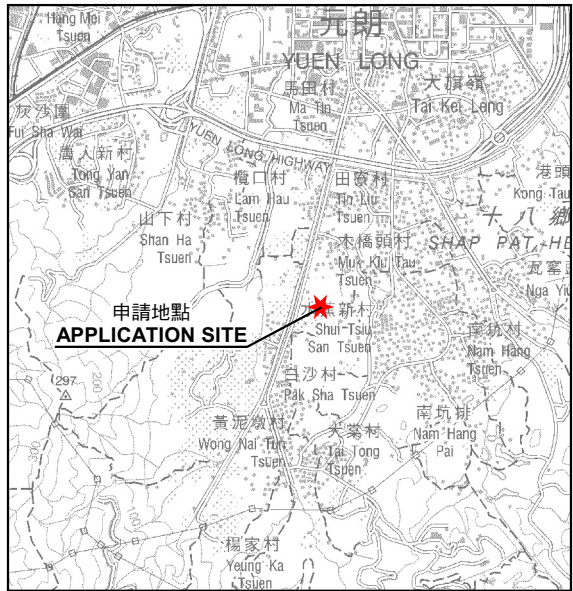 Hang Mei
Tsuen
元朗
YUEN LONG
馬田村
Ma Tin
Tsuen
大旗嶺
Tai Kei Leng
灰沙圍
Fui Sha Wai
唐人新村
Tong Yan
San Tsuen
YUEN LONG HIGHWAY
欖口村
Lam Hau
Tsuen
田寮村
Tin Liu
Tsuen
港頭
Kong Tau
十八鄉
SHAP PAT HE
山下村
Shan Ha
Tsuen
木橋頭村
Muk Kiu Tau
Tsuen
瓦窰
Nga Yiu
申請地點
APPLICATION SITE
蕉新村
Shui Tsiu
San Tsuen
南坑村
Nam Hang
Tsuen
白沙村
Pak Sha Tsuen
297
300
黃泥墩村
Wong Nai Tun
Tsuen
大棠村
Tai Tong
Tsuen
南坑排
Nam Hang
Pai
楊家村
Yeung Ka
Tsuen